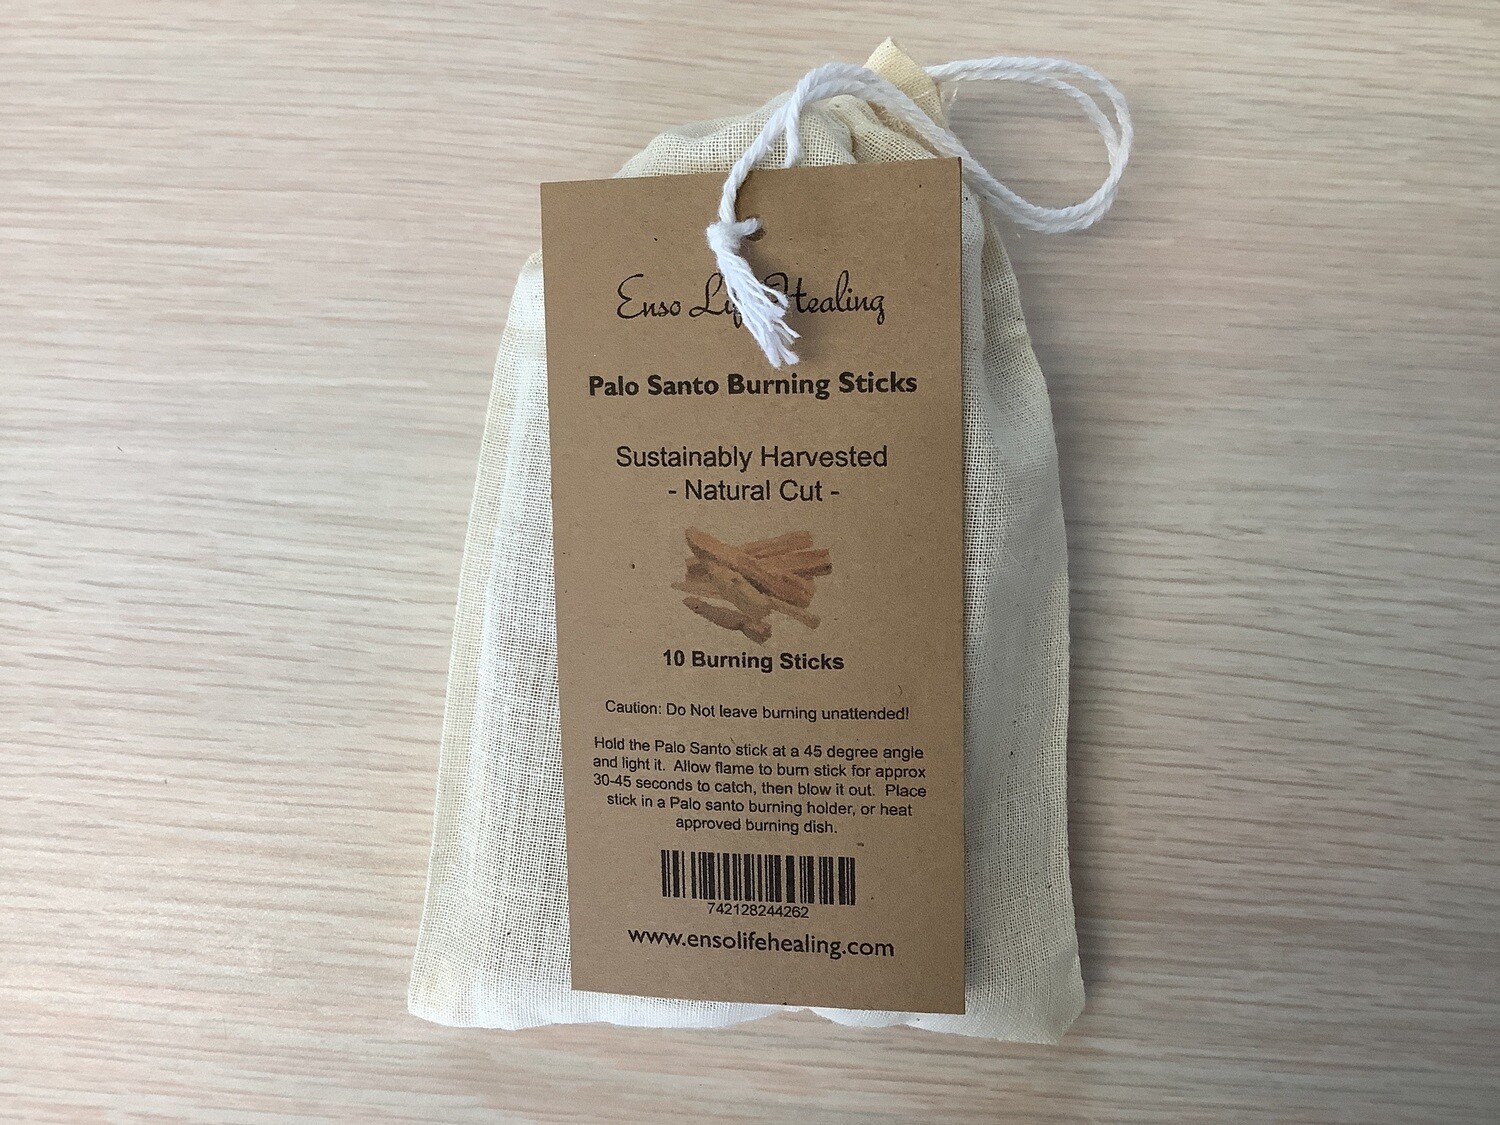 Enso Life Healing
Palo Santo Burning Sticks
Sustainably Harvested
- Natural Cut -
10 Burning Sticks
Caution: Do Not leave burning unattended!
Hold the Palo Santo stick at a 45 degree angle
and light it. Allow flame to burn stick for approx
30-45 seconds to catch, then blow it out. Place
stick in a Palo santo burning holder, or heat
approved burning dish.
742128244262
www.ensolifehealing.com